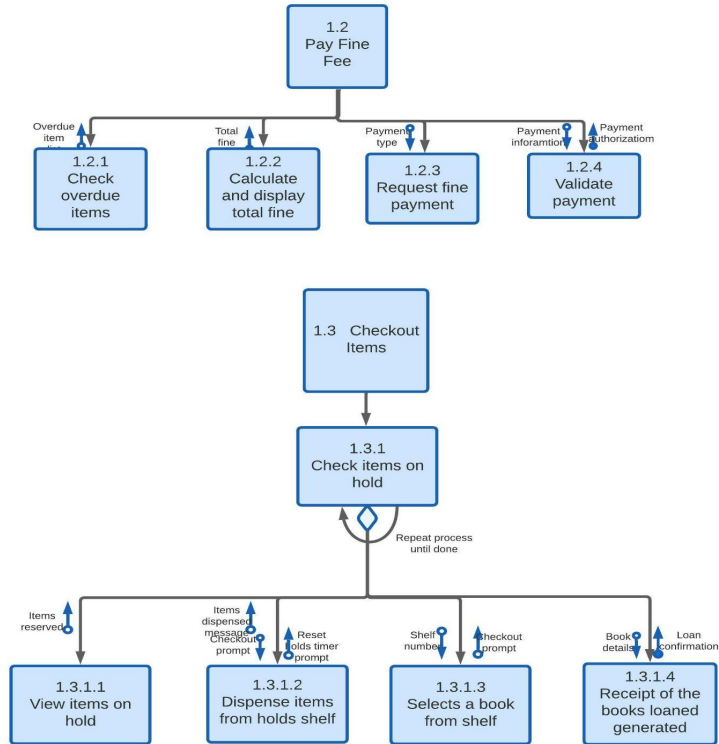 1.2
Pay Fine
Fee
Overdue
item
list
Total
fine
Payment
type
Payment
inforamtion
Payment
authorizatiom
1.2.1
Check
overdue
items
1.2.2
Calculate
and display
total fine
1.2.3
Request fine
payment
1.2.4
Validate
payment
1.3 Checkout
Items
1.3.1
Check items on
hold
Repeat process
until done
Items
reserved
Items
dispensed
message
Checkout
prompt
Reset
holds timer
prompt
Shelf
number
Checkout
prompt
Book
details
Loan
confirmation
1.3.1.1
View items on
hold
1.3.1.2
Dispense items
from holds shelf
1.3.1.3
Selects a book
from shelf
1.3.1.4
Receipt of the
books loaned
generated